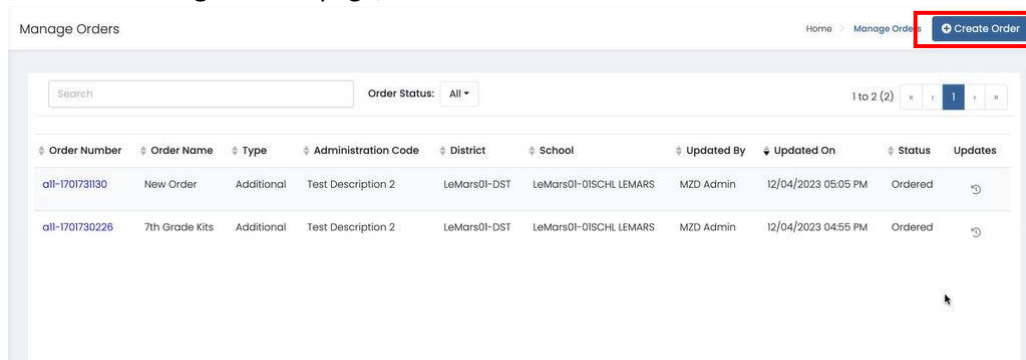 Manage Orders Home > Manage Orders Create Order
Search Order Status: All 1 to 2 (2) « ‹ 1 › »
Order Number Order Name Type Administration Code District School Updated By Updated On Status Updates
a11-1701731130 New Order Additional Test Description 2 LeMars01-DST LeMars01-01SCHL LEMARS MZD Admin 12/04/2023 05:05 PM Ordered
a11-1701730226 7th Grade Kits Additional Test Description 2 LeMars01-DST LeMars01-01SCHL LEMARS MZD Admin 12/04/2023 04:55 PM Ordered